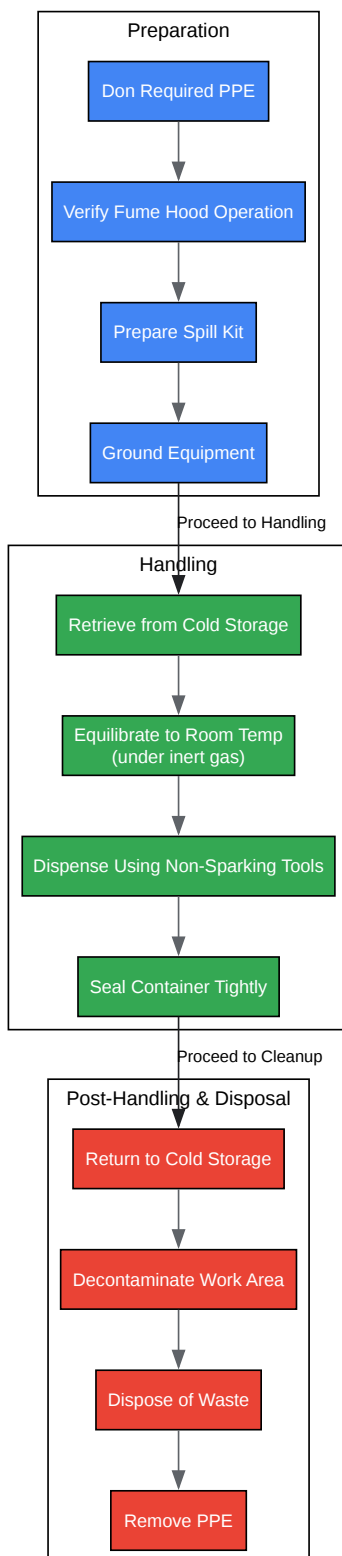 Preparation
Don Required PPE
Verify Fume Hood Operation
Prepare Spill Kit
Ground Equipment
Proceed to Handling
Handling
Retrieve from Cold Storage
Equilibrate to Room Temp
(under inert gas)
Dispense Using Non-Sparking Tools
Seal Container Tightly
Proceed to Cleanup
Post-Handling & Disposal
Return to Cold Storage
Decontaminate Work Area
Dispose of Waste
Remove PPE